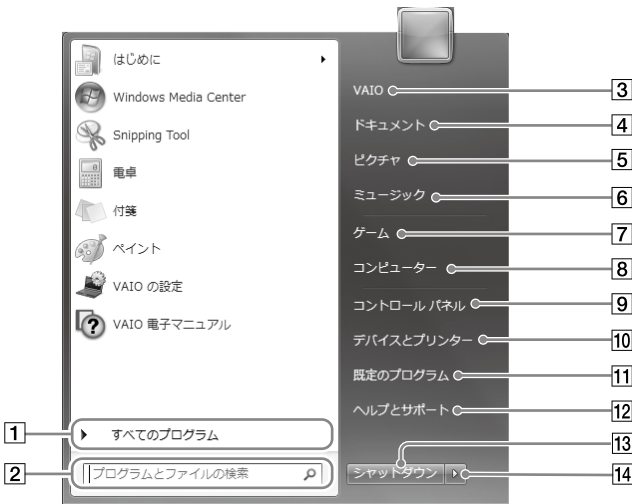 はじめに
Windows Media Center
Snipping Tool
電卓
付箋
ペイント
VAIO の設定
VAIO 電子マニュアル
1 すべてのプログラム
2 プログラムとファイルの検索
VAIO 3
ドキュメント 4
ピクチャ 5
ミュージック 6
ゲーム 7
コンピューター 8
コントロール パネル 9
デバイスとプリンター 10
既定のプログラム 11
ヘルプとサポート 12
13
シャットダウン 14